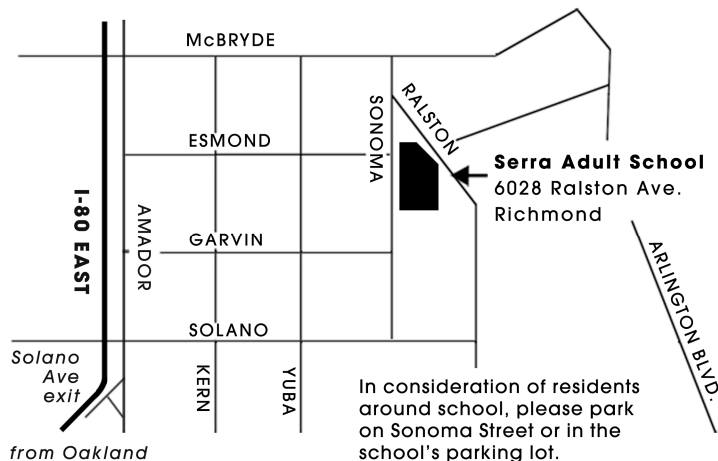 McBRYDE
SONOMA
RALSTON
ESMOND
Serra Adult School
6028 Ralston Ave.
Richmond
I-80 EAST
AMADOR
GARVIN
ARLINGTON BLVD.
SOLANO
Solano
Ave
exit
KERN
YUBA
In consideration of residents
around school, please park
on Sonoma Street or in the
school's parking lot.
from Oakland